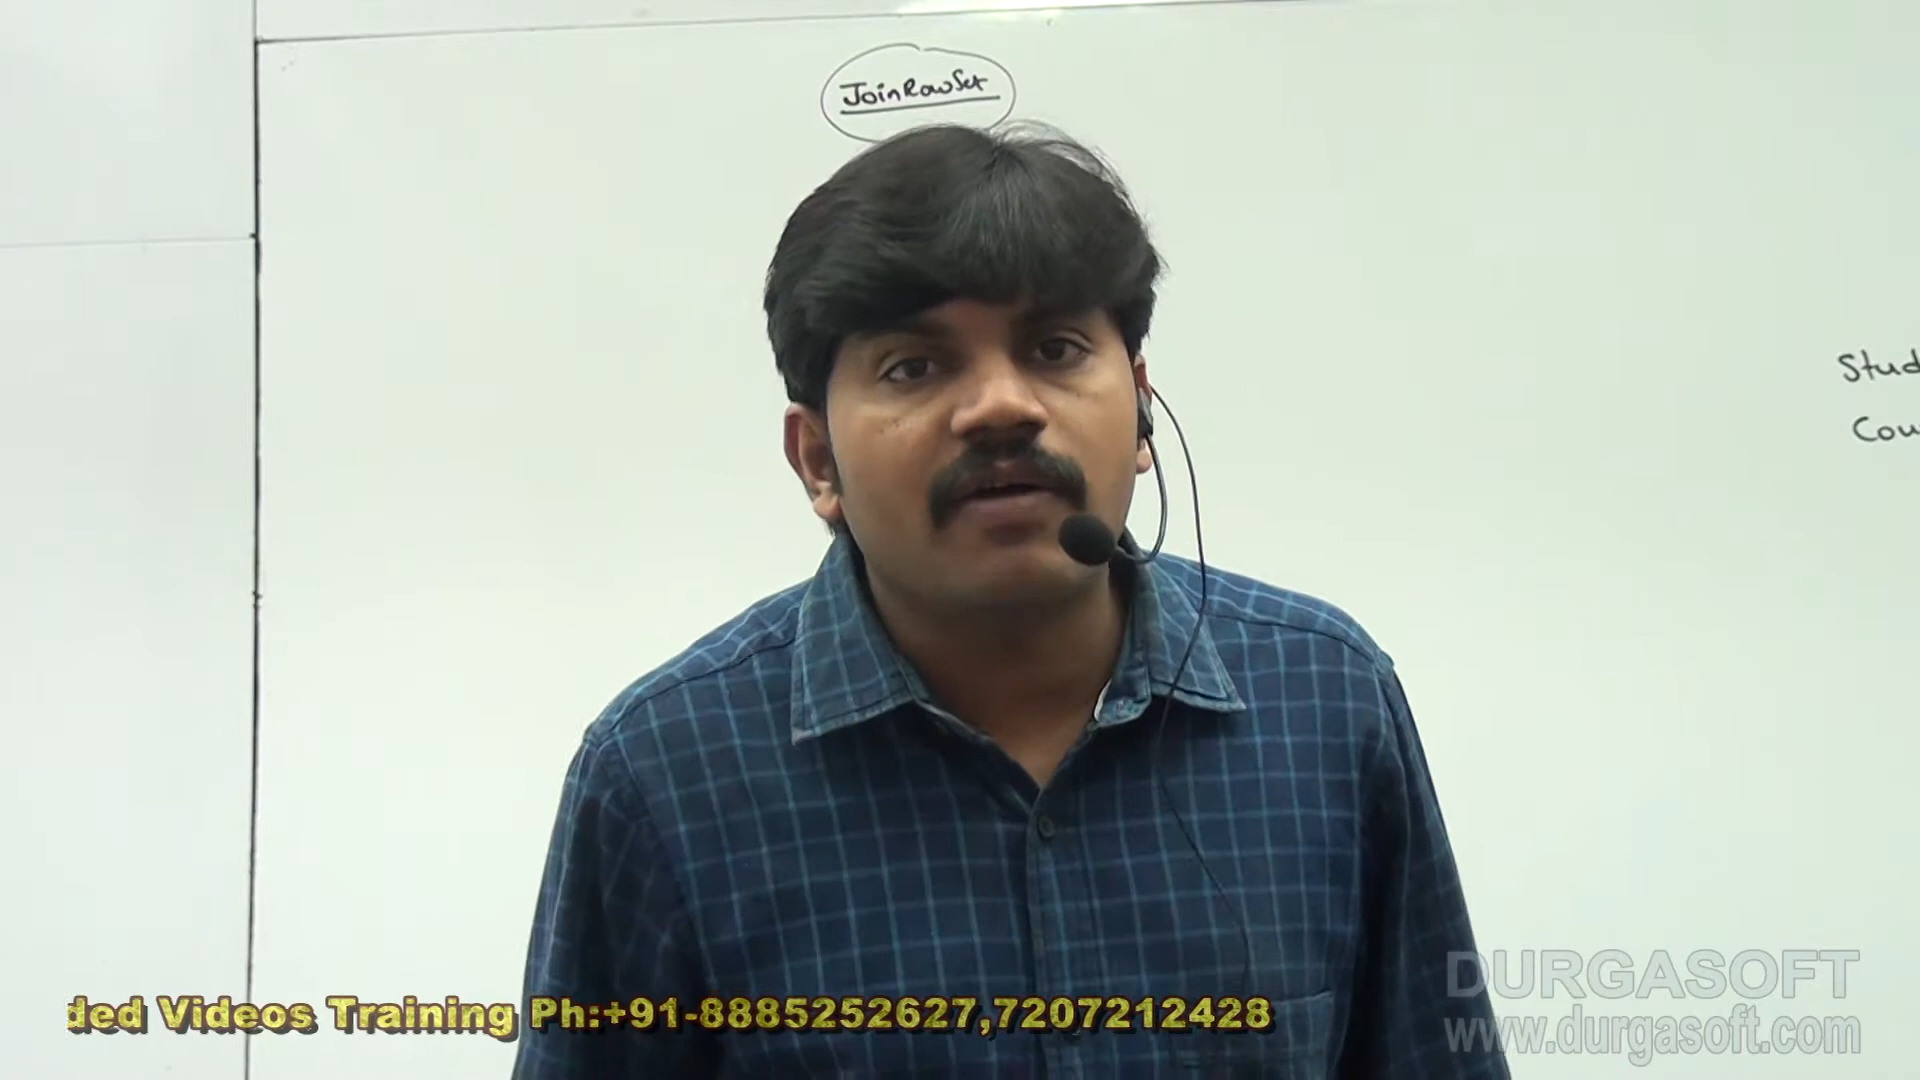 JoinRowSet
Stud
Cou
ded Videos Training Ph:+91-8885252627,7207212428
DURGASOFT
www.durgasoft.com